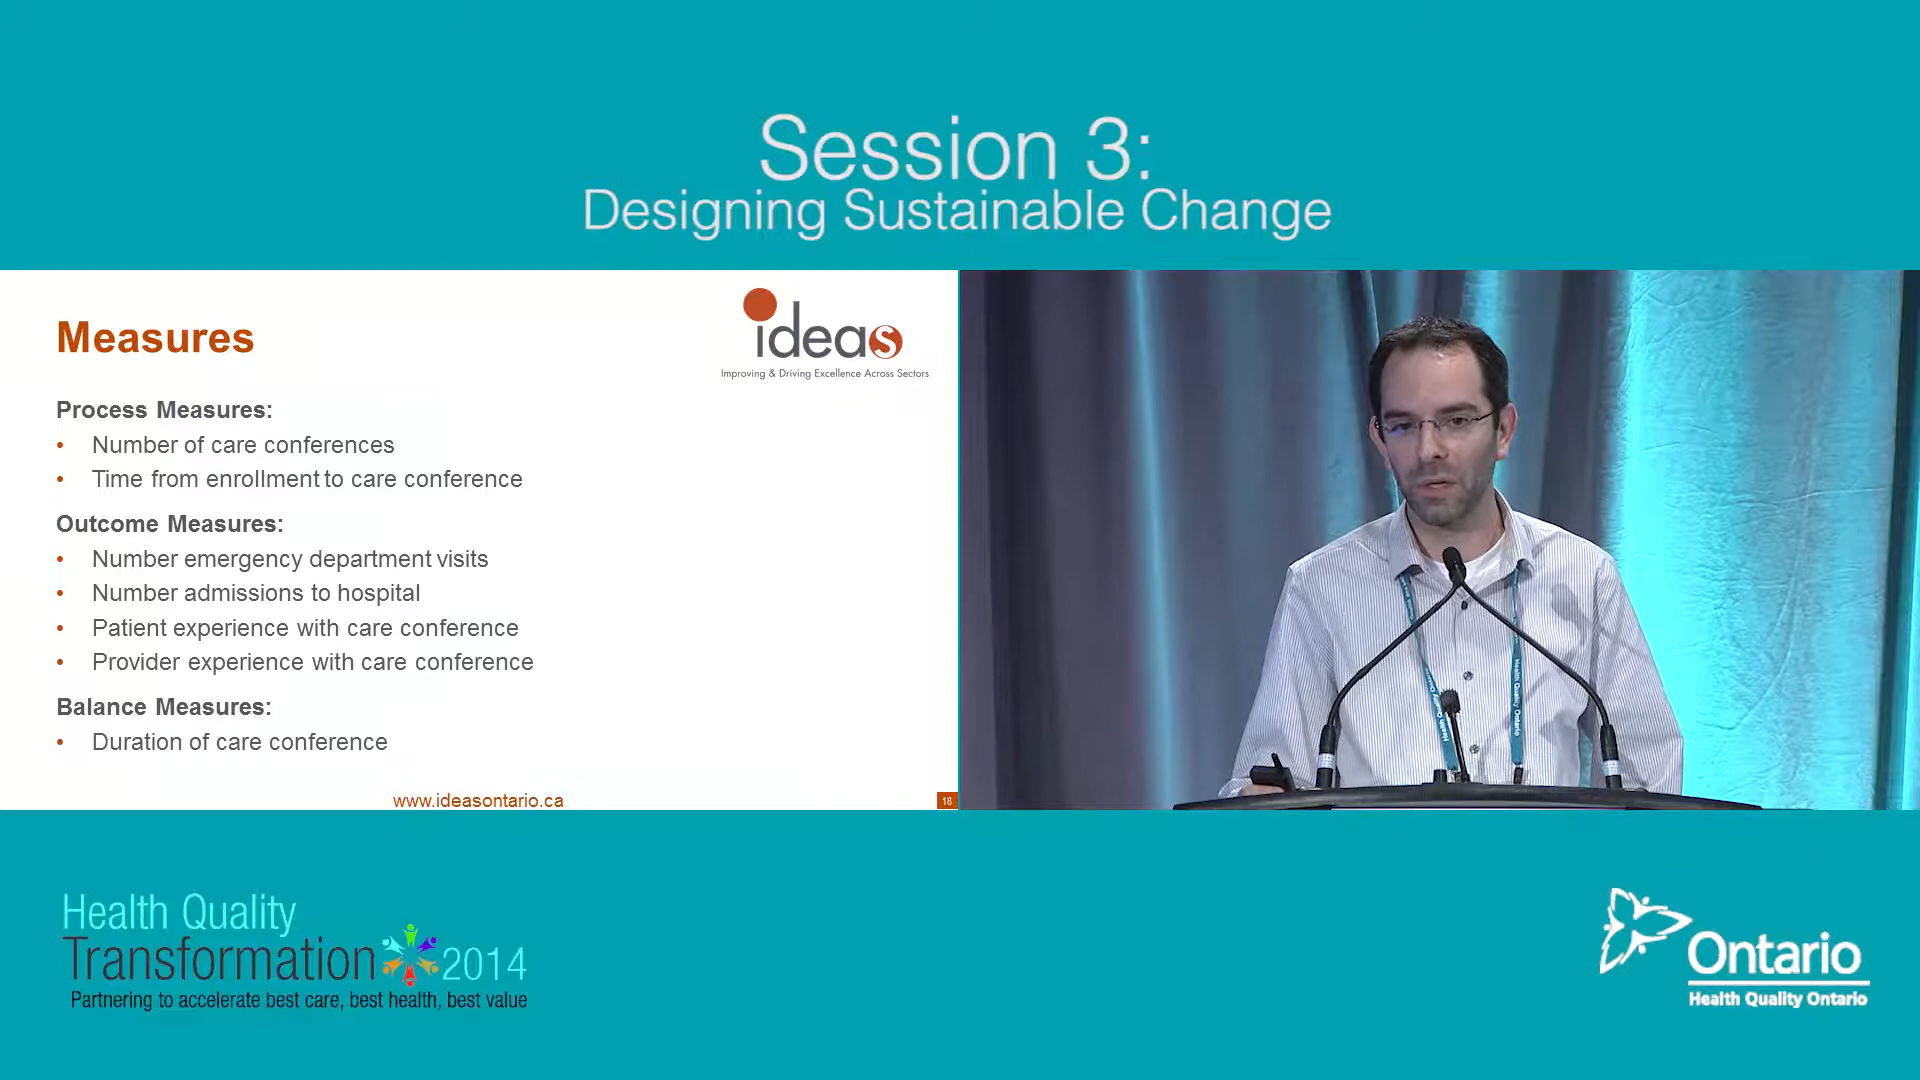 Session 3:
Designing Sustainable Change
Measures
ideas
Improving & Driving Excellence Across Sectors
Process Measures:
• Number of care conferences
• Time from enrollment to care conference
Outcome Measures:
• Number emergency department visits
• Number admissions to hospital
• Patient experience with care conference
• Provider experience with care conference
Balance Measures:
• Duration of care conference
www.ideasontario.ca
18
Health Quality Ontario
Health Quality
Transformation 2014
Partnering to accelerate best care, best health, best value
Ontario
Health Quality Ontario